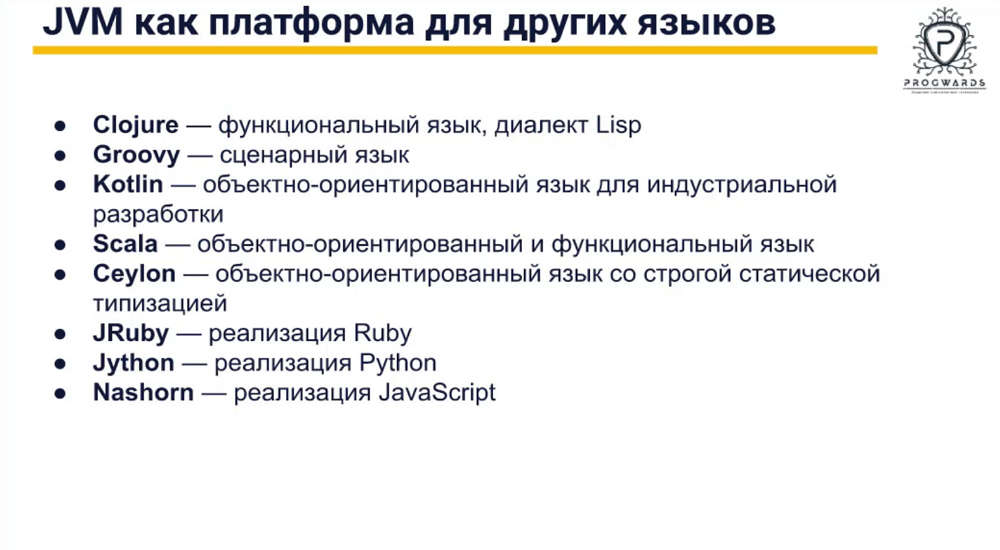 JVM как платформа для других языков
P
PROGWARDS
● Clojure — функциональный язык, диалект Lisp
● Groovy — сценарный язык
● Kotlin — объектно-ориентированный язык для индустриальной
разработки
● Scala — объектно-ориентированный и функциональный язык
● Ceylon — объектно-ориентированный язык со строгой статической
типизацией
● JRuby — реализация Ruby
● Jython — реализация Python
● Nashorn — реализация JavaScript